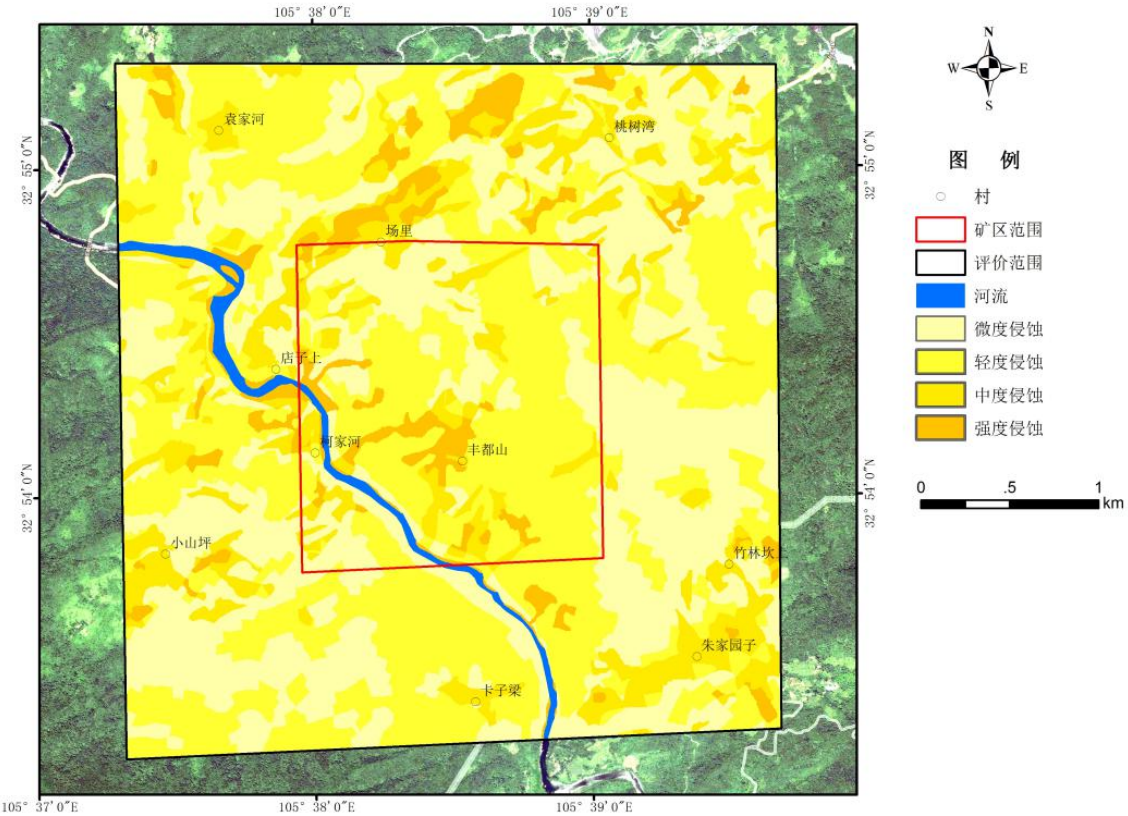 105° 38′0″E
105° 39′0″E
N
W
E
S
袁家河
桃树湾
32° 55′0″N
32° 55′0″N
图 例
村
场里
矿区范围
评价范围
河流
微度侵蚀
店子上
轻度侵蚀
中度侵蚀
强度侵蚀
柯家河
丰都山
32° 54′0″N
32° 54′0″N
0
.5
1
km
小山坪
竹林坎
朱家园子
卡子梁
105° 37′0″E
105° 38′0″E
105° 39′0″E